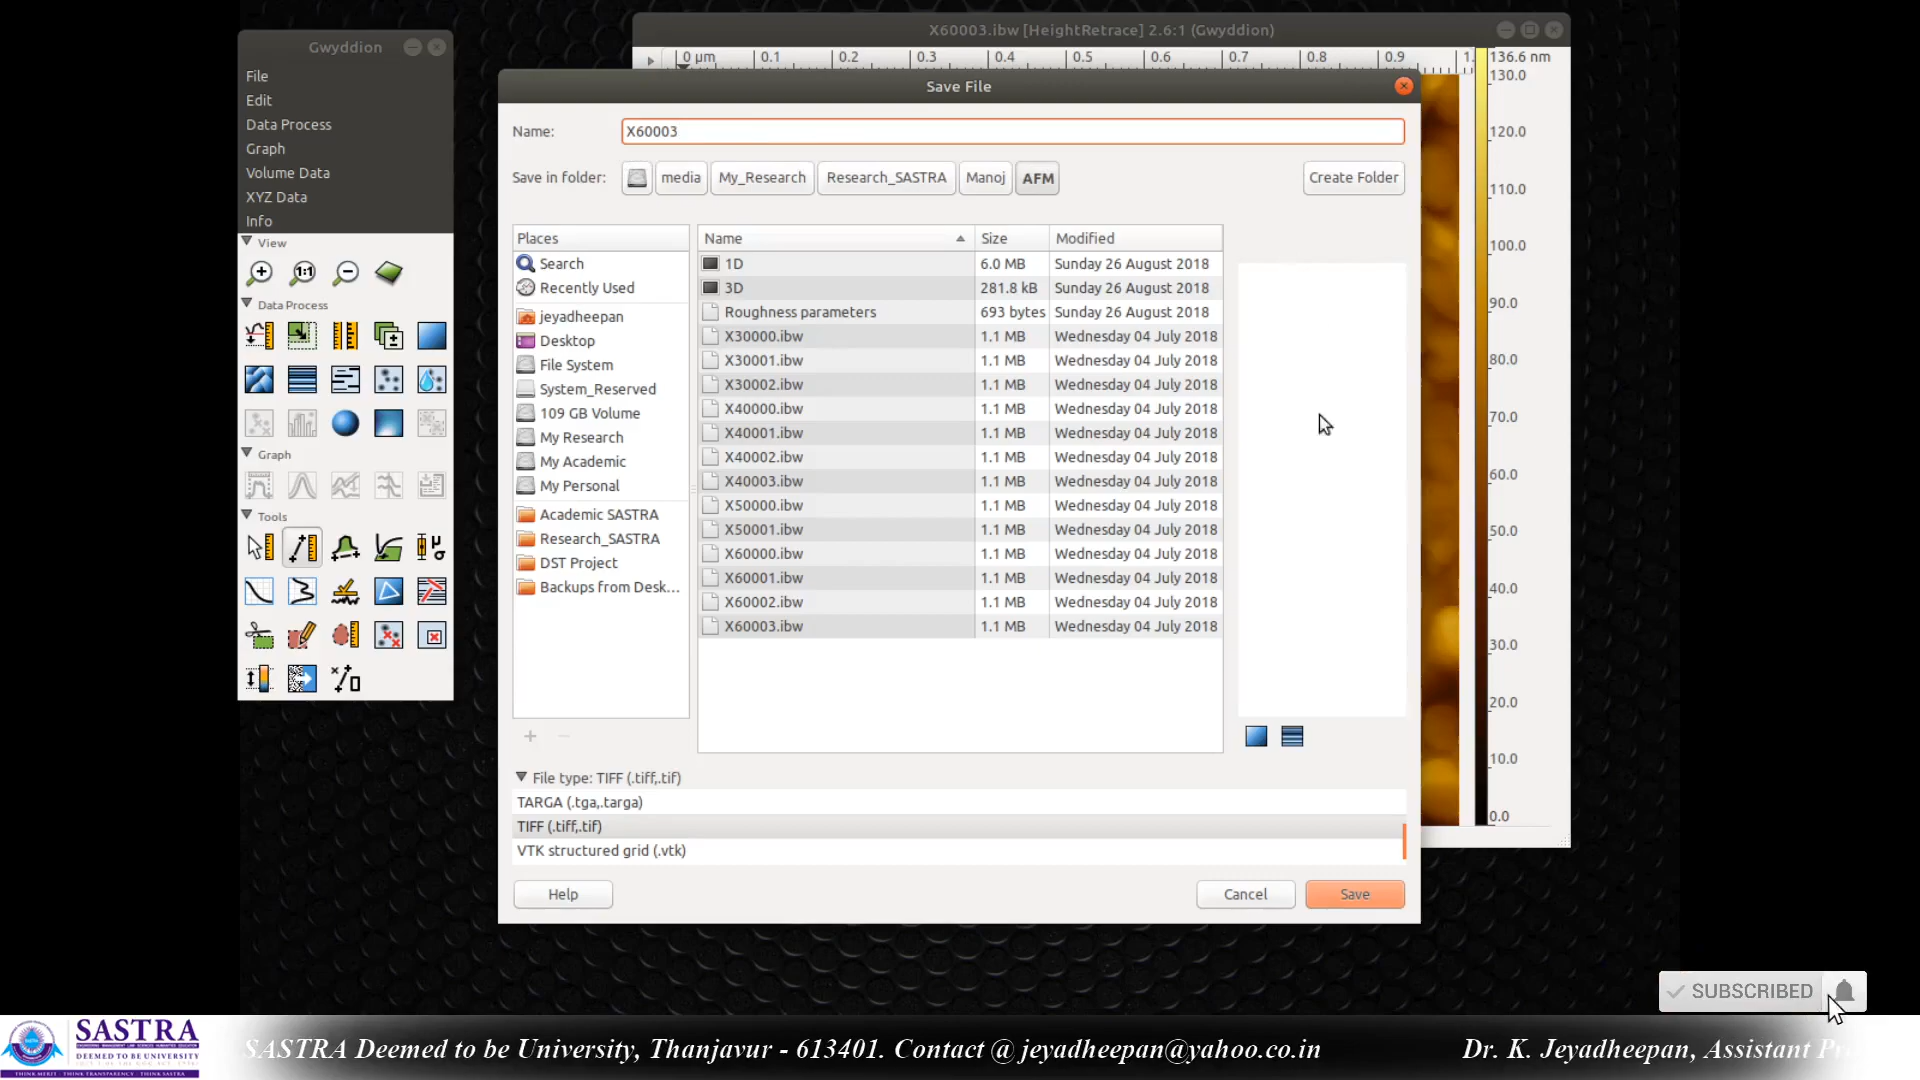 Gwyddion
File
Edit
Data Process
Graph
Volume Data
XYZ Data
Info
View
1:1
Data Process
Graph
Tools
X60003.ibw [HeightRetrace] 2.6:1 (Gwyddion)
0 µm 0.1 0.2 0.3 0.4 0.5 0.6 0.7 0.8 0.9 1.
136.6 nm
130.0
120.0
110.0
100.0
90.0
80.0
70.0
60.0
50.0
40.0
30.0
20.0
10.0
0.0
Save File
Name: X60003
Save in folder: media My_Research Research_SASTRA Manoj AFM Create Folder
Places
Search
Recently Used
jeyadheepan
Desktop
File System
System_Reserved
109 GB Volume
My Research
My Academic
My Personal
Academic SASTRA
Research_SASTRA
DST Project
Backups from Desk...
Name Size Modified
1D 6.0 MB Sunday 26 August 2018
3D 281.8 kB Sunday 26 August 2018
Roughness parameters 693 bytes Sunday 26 August 2018
X30000.ibw 1.1 MB Wednesday 04 July 2018
X30001.ibw 1.1 MB Wednesday 04 July 2018
X30002.ibw 1.1 MB Wednesday 04 July 2018
X40000.ibw 1.1 MB Wednesday 04 July 2018
X40001.ibw 1.1 MB Wednesday 04 July 2018
X40002.ibw 1.1 MB Wednesday 04 July 2018
X40003.ibw 1.1 MB Wednesday 04 July 2018
X50000.ibw 1.1 MB Wednesday 04 July 2018
X50001.ibw 1.1 MB Wednesday 04 July 2018
X60000.ibw 1.1 MB Wednesday 04 July 2018
X60001.ibw 1.1 MB Wednesday 04 July 2018
X60002.ibw 1.1 MB Wednesday 04 July 2018
X60003.ibw 1.1 MB Wednesday 04 July 2018
File type: TIFF (.tiff,.tif)
TARGA (.tga,.targa)
TIFF (.tiff,.tif)
VTK structured grid (.vtk)
Help Cancel Save
SUBSCRIBED
SASTRA
DEEMED TO BE UNIVERSITY
THINK MERIT · THINK TRANSPARENCY · THINK SASTRA
SASTRA Deemed to be University, Thanjavur - 613401. Contact @ jeyadheepan@yahoo.co.in Dr. K. Jeyadheepan, Assistant Pr